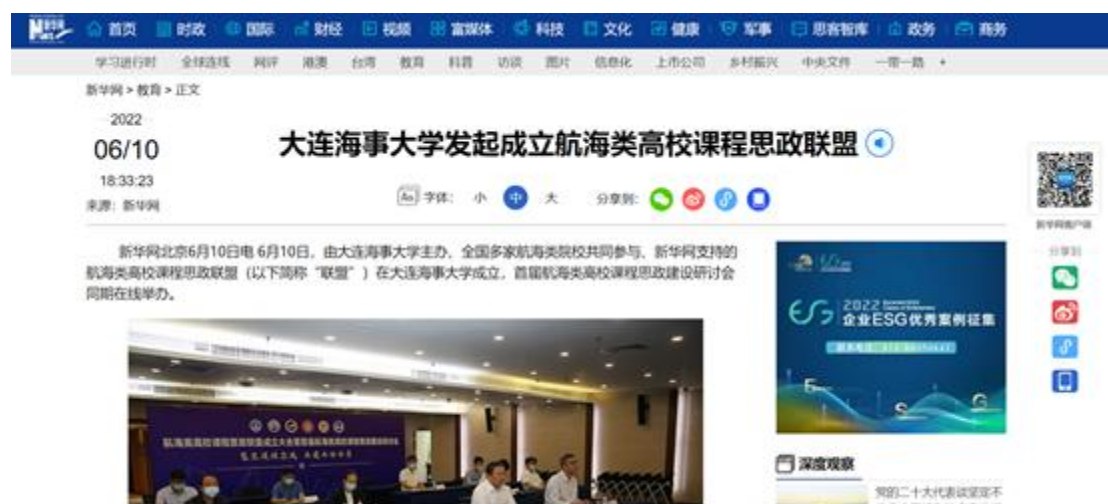 首页 时政 国际 财经 视频 富媒体 科技 文化 健康 军事 思客智库 政务 商务
学习进行时 全球连线 网评 港澳 台湾 教育 科普 访谈 图片 信息化 上市公司 乡村振兴 中央文件 一带一路
新华网 > 教育 > 正文
2022
06/10
18:33:23
来源：新华网
大连海事大学发起成立航海类高校课程思政联盟
字体： 小 中 大 分享到：
新华网客户端
分享到
新华网北京6月10日电 6月10日，由大连海事大学主办、全国多家航海类院校共同参与、新华网支持的
航海类高校课程思政联盟（以下简称“联盟”）在大连海事大学成立，首届航海类高校课程思政建设研讨会
同期在线举办。
ESG 2022
企业ESG优秀案例征集
E S G
深度观察
党的二十大代表谈坚定不